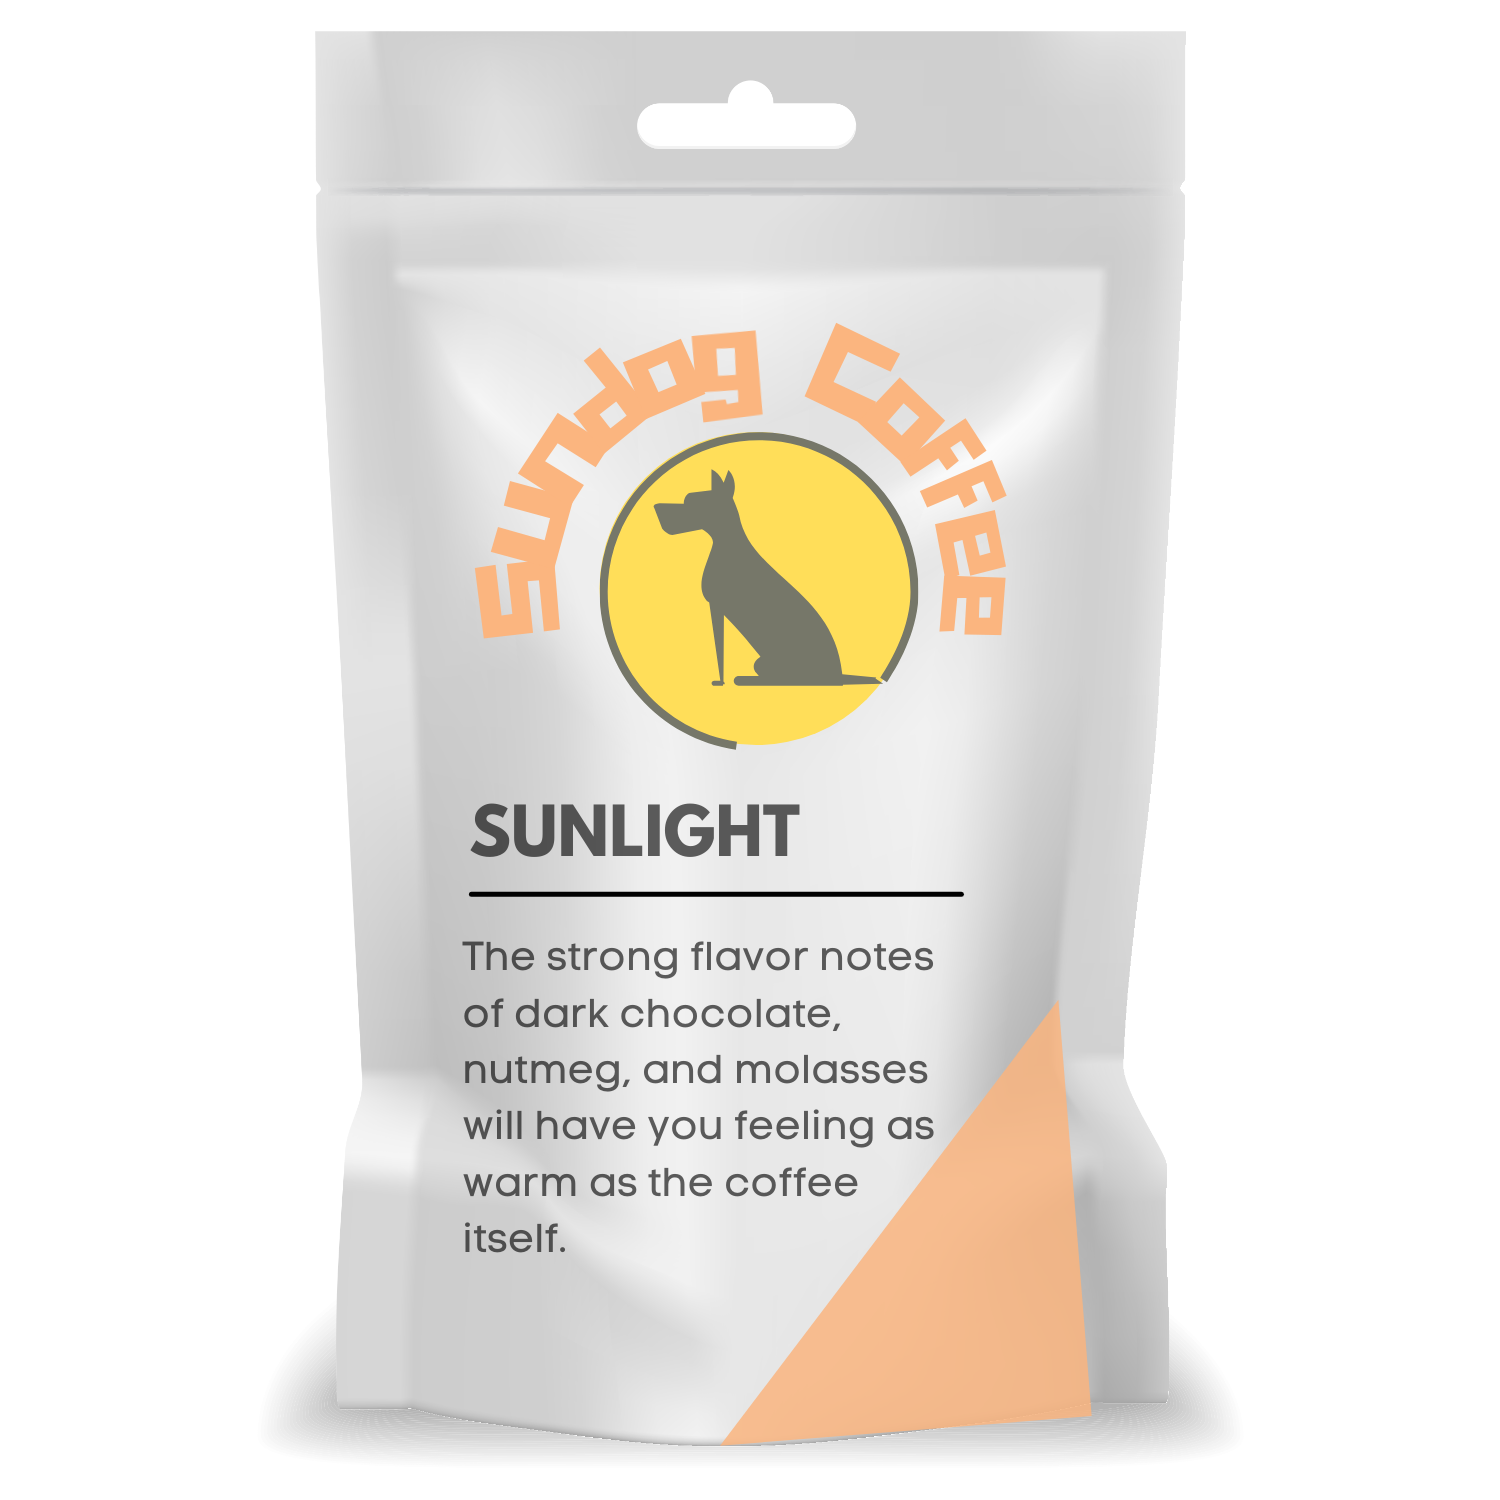 Sundog Coffee
SUNLIGHT
The strong flavor notes
of dark chocolate,
nutmeg, and molasses
will have you feeling as
warm as the coffee
itself.